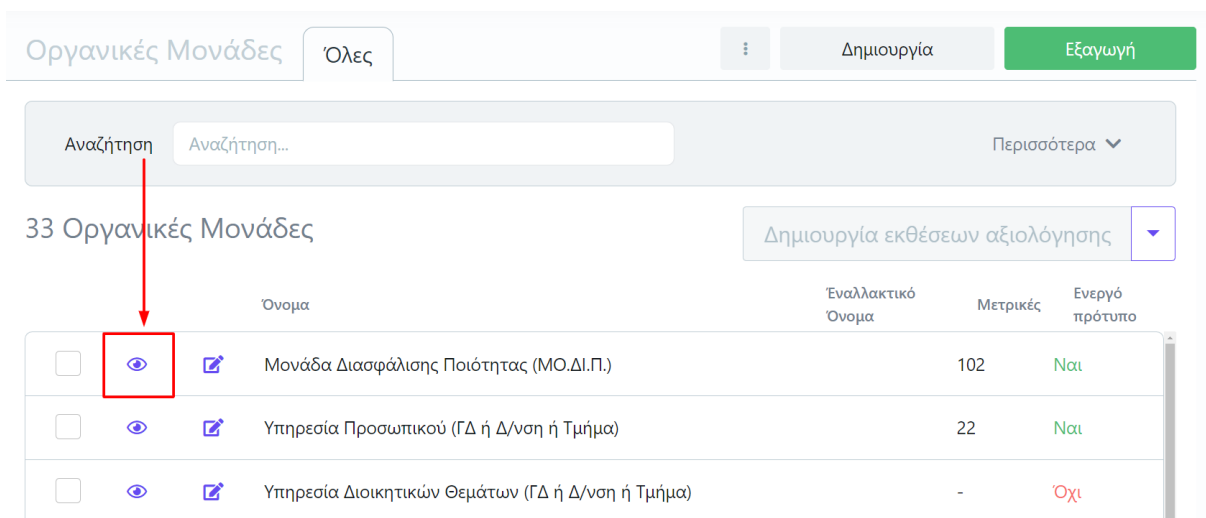 Οργανικές Μονάδες Όλες Δημιουργία Εξαγωγή
Αναζήτηση Αναζήτηση... Περισσότερα
33 Οργανικές Μονάδες Δημιουργία εκθέσεων αξιολόγησης
Όνομα Εναλλακτικό Όνομα Μετρικές Ενεργό πρότυπο
Μονάδα Διασφάλισης Ποιότητας (ΜΟ.ΔΙ.Π.) 102 Ναι
Υπηρεσία Προσωπικού (ΓΔ ή Δ/νση ή Τμήμα) 22 Ναι
Υπηρεσία Διοικητικών Θεμάτων (ΓΔ ή Δ/νση ή Τμήμα) - Όχι